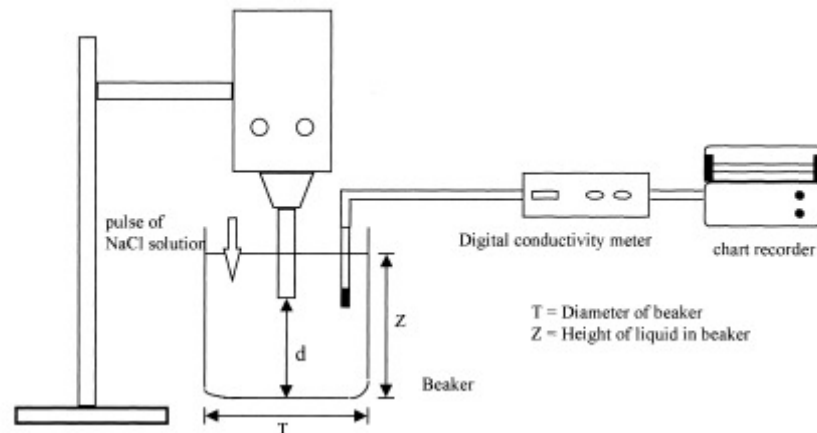 pulse of
NaCl solution
Digital conductivity meter
chart recorder
T = Diameter of beaker
Z = Height of liquid in beaker
Z
d
Beaker
T